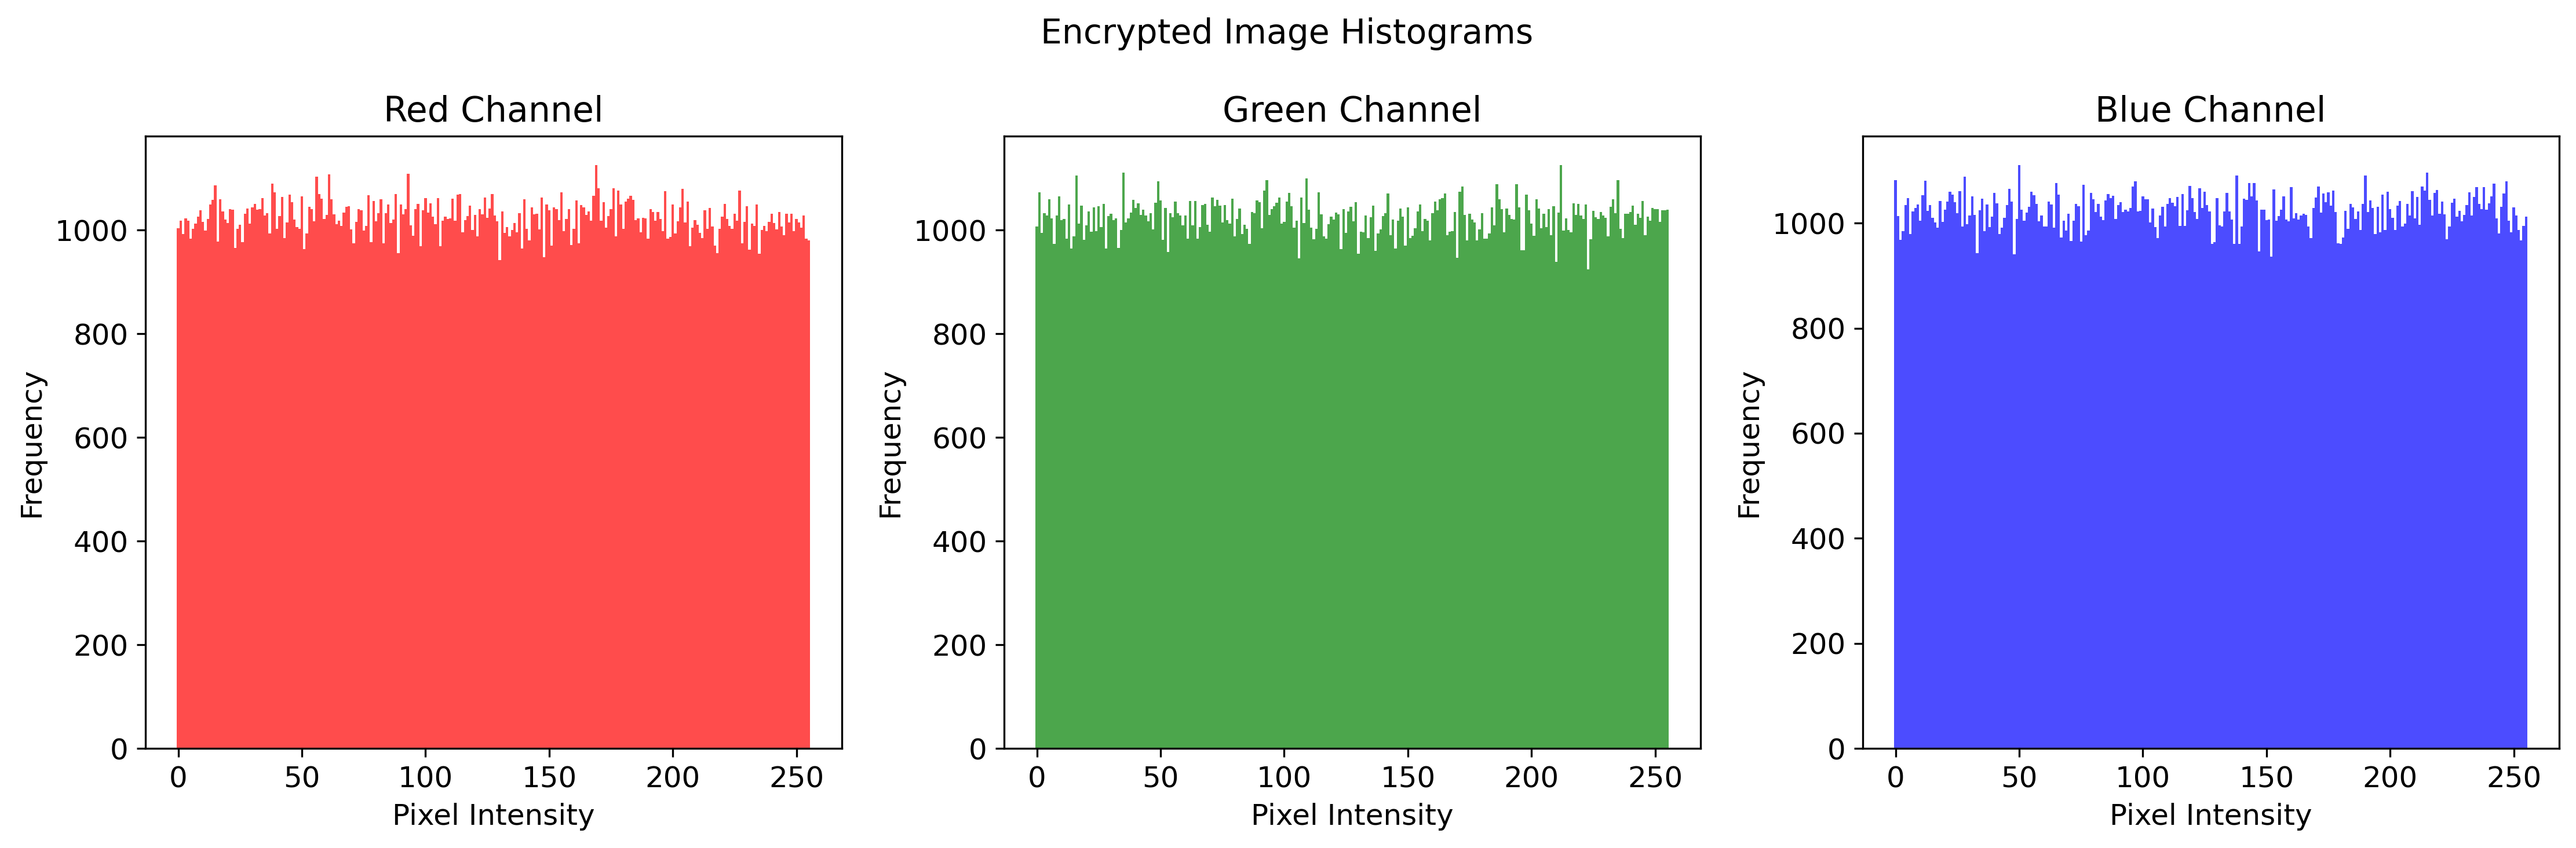 Encrypted Image Histograms
Red Channel
Frequency
1000
800
600
400
200
0
0 50 100 150 200 250
Pixel Intensity
Green Channel
Frequency
1000
800
600
400
200
0
0 50 100 150 200 250
Pixel Intensity
Blue Channel
Frequency
1000
800
600
400
200
0
0 50 100 150 200 250
Pixel Intensity